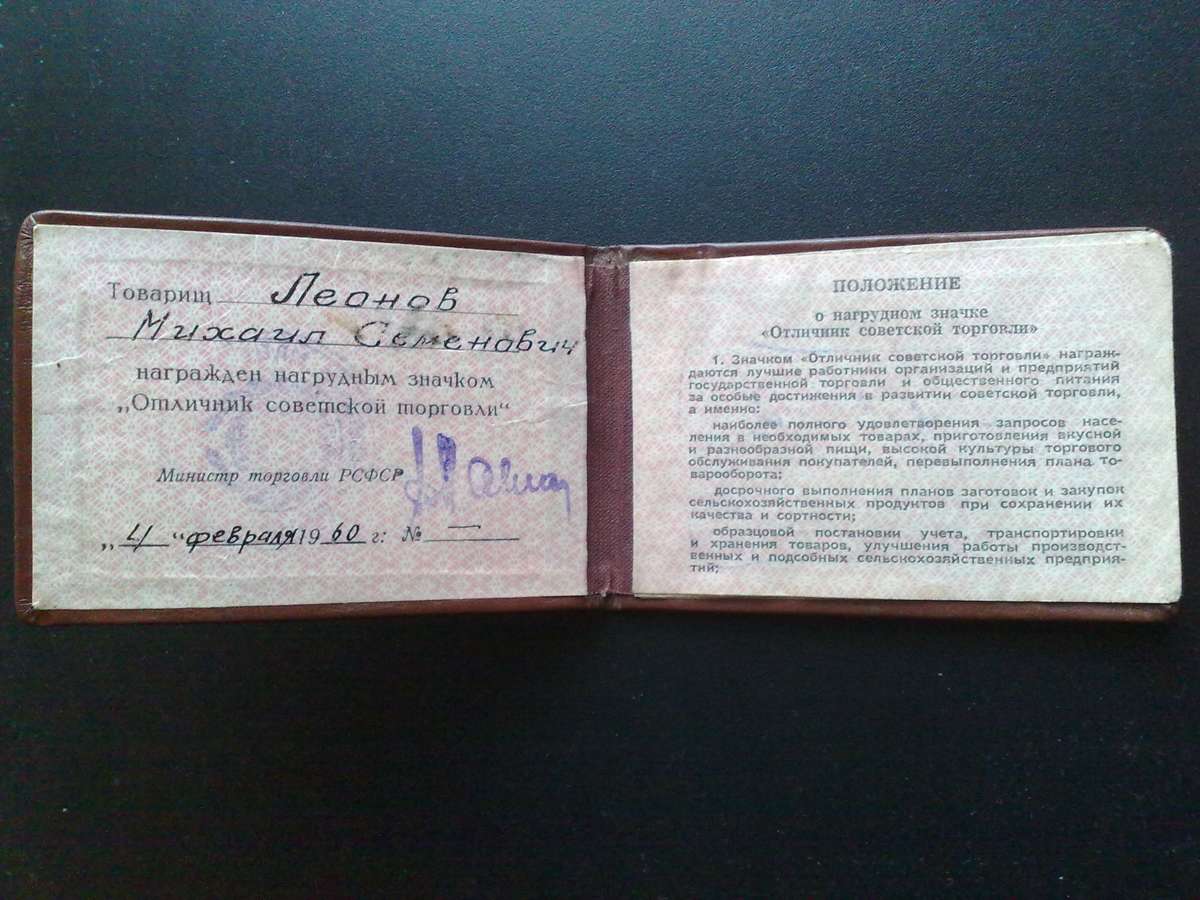 Товарищ Леонов
Михаил Семенович
награжден нагрудным значком
„Отличник советской торговли“
Министр торговли РСФСР
„4“ февраля 1960 г. № —
ПОЛОЖЕНИЕ
о нагрудном значке
«Отличник советской торговли»
1. Значком «Отличник советской торговли» награж-
даются лучшие работники организаций и предприятий
государственной торговли и общественного питания
за особые достижения в развитии советской торговли,
а именно:
наиболее полного удовлетворения запросов насе-
ления в необходимых товарах, приготовления вкусной
и разнообразной пищи, высокой культуры торгового
обслуживания покупателей, перевыполнения плана то-
варооборота;
досрочного выполнения планов заготовок и закупок
сельскохозяйственных продуктов при сохранении их
качества и сортности;
образцовой постановки учета, транспортировки
и хранения товаров, улучшения работы производст-
венных и подсобных сельскохозяйственных предприя-
тий;